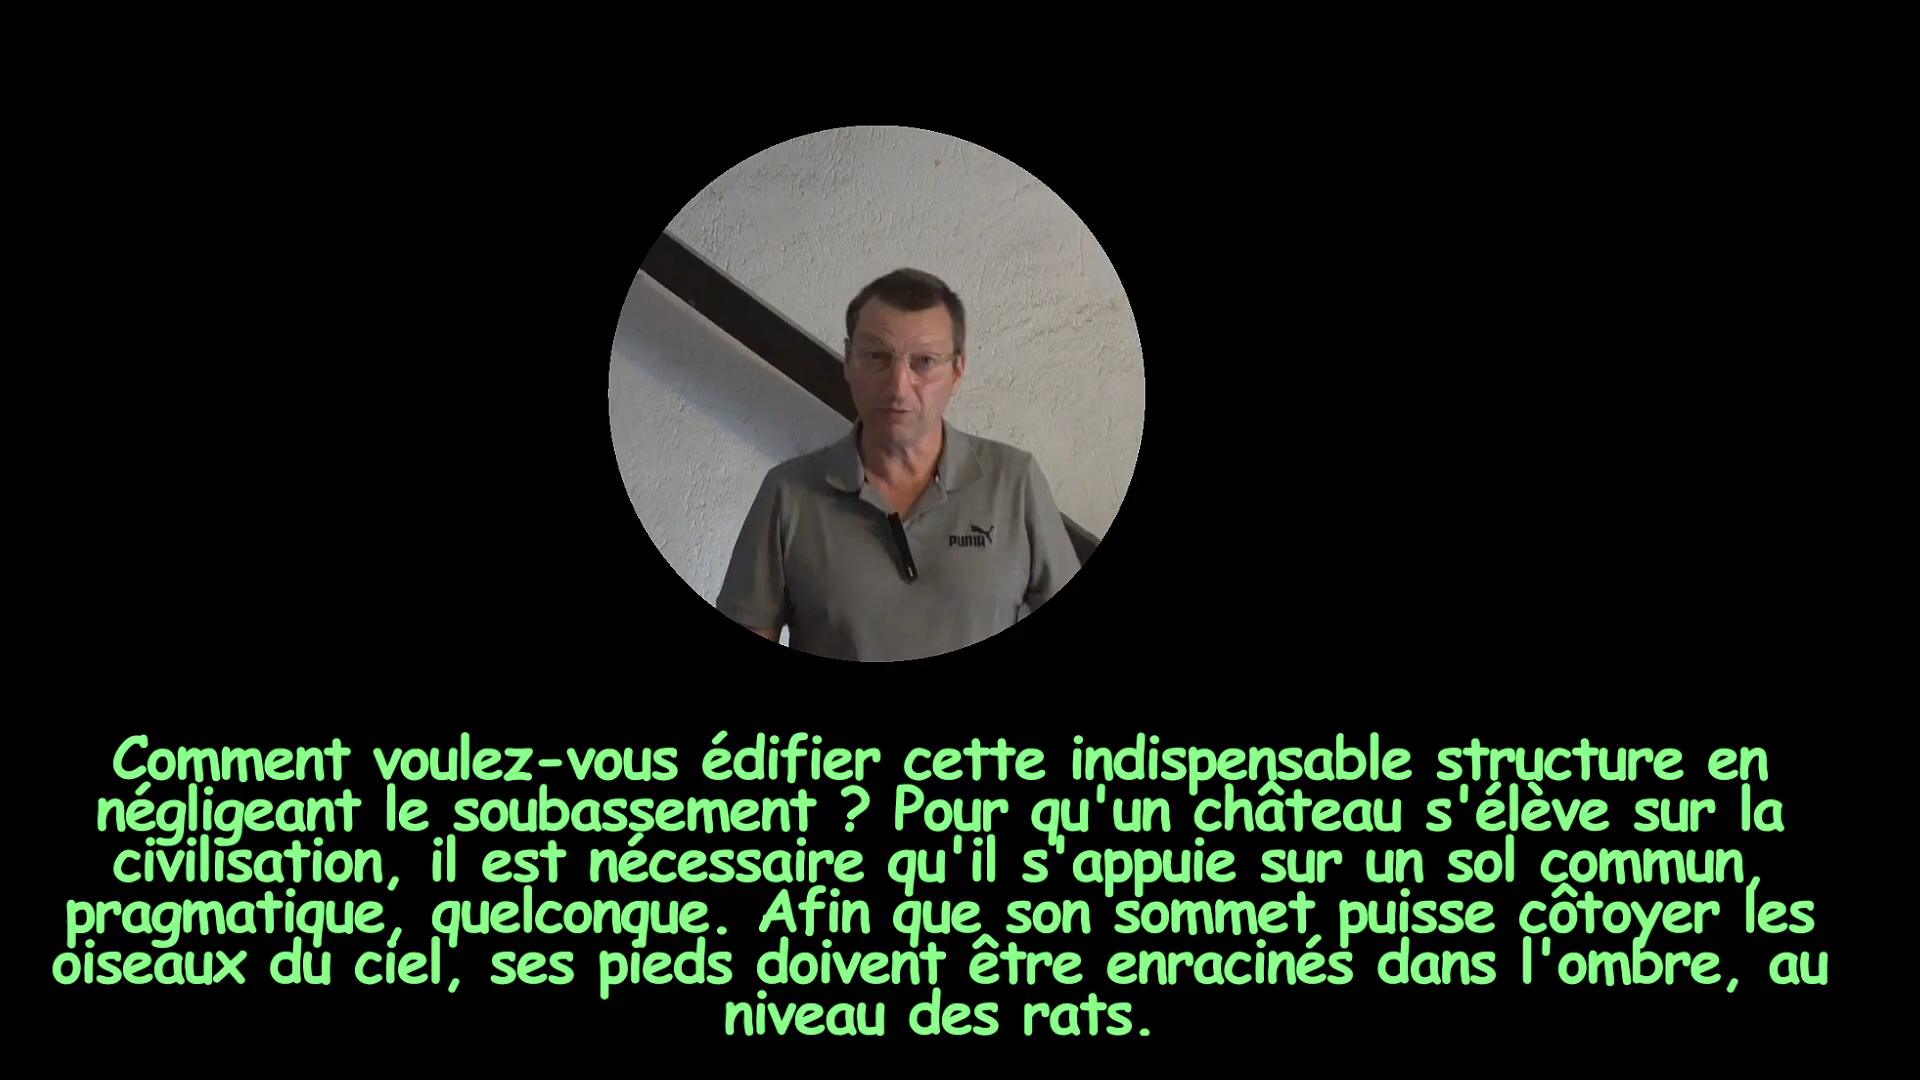 PUMA
Comment voulez-vous édifier cette indispensable structure en
négligeant le soubassement ? Pour qu'un château s'élève sur la
civilisation, il est nécessaire qu'il s'appuie sur un sol commun,
pragmatique, quelconque. Afin que son sommet puisse côtoyer les
oiseaux du ciel, ses pieds doivent être enracinés dans l'ombre, au
niveau des rats.